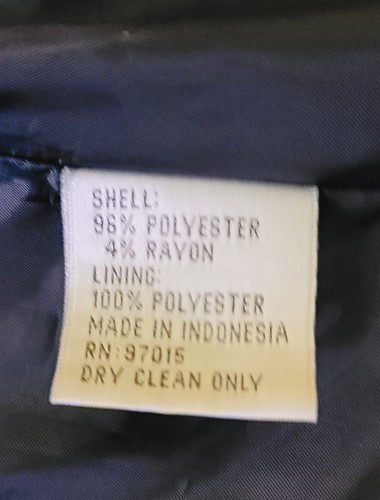 SHELL:
96% POLYESTER
4% RAYON
LINING:
100% POLYESTER
MADE IN INDONESIA
RN: 97015
DRY CLEAN ONLY